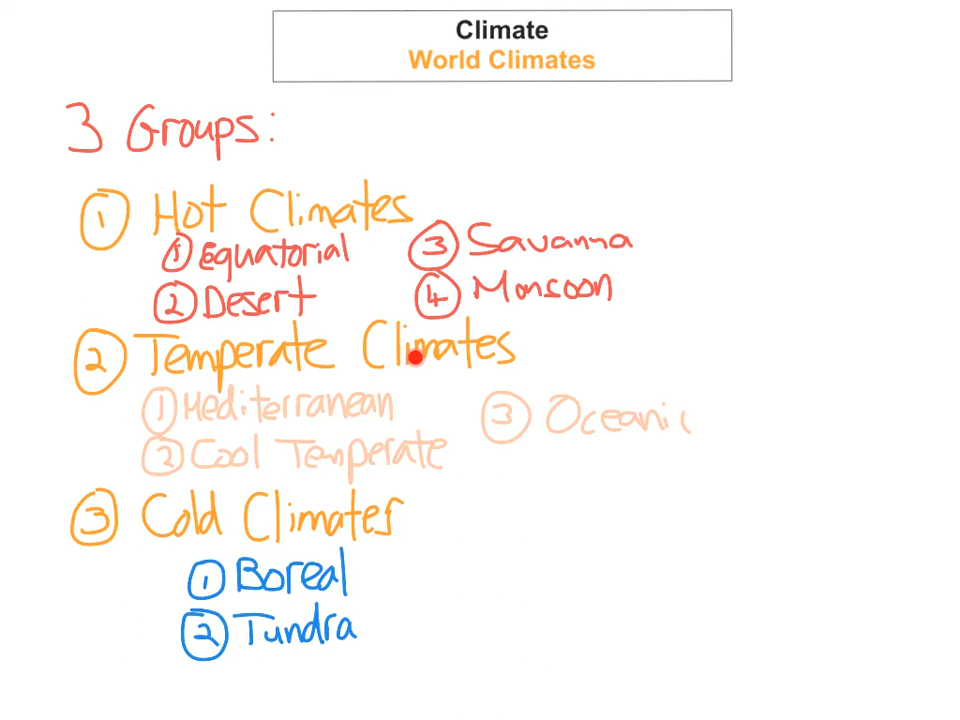 Climate
World Climates
3 Groups:
① Hot Climates
① Equatorial ③ Savanna
② Desert ④ Monsoon
② Temperate Climates
① Mediterranean ③ Oceanic
② Cool Temperate
③ Cold Climates
① Boreal
② Tundra